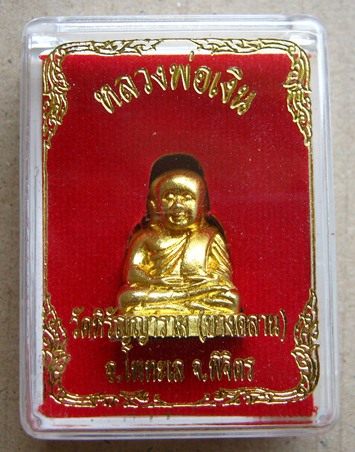 หลวงพ่อเงิน
วัดหิรัญญาราม (บางคลาน)
อ.โพทะเล จ.พิจิตร